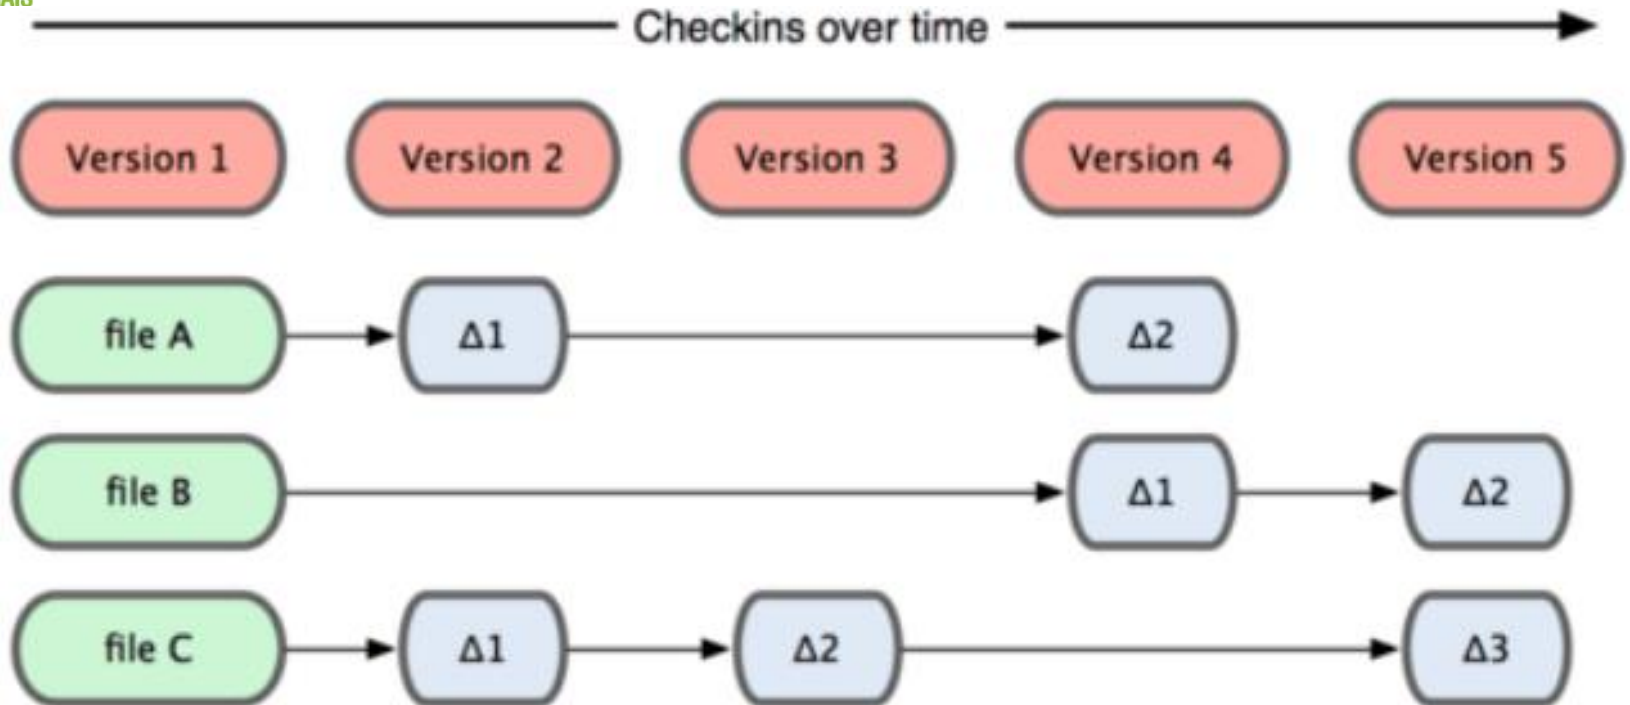 Checkins over time
Version 1 Version 2 Version 3 Version 4 Version 5
file A Δ1 Δ2
file B Δ1 Δ2
file C Δ1 Δ2 Δ3